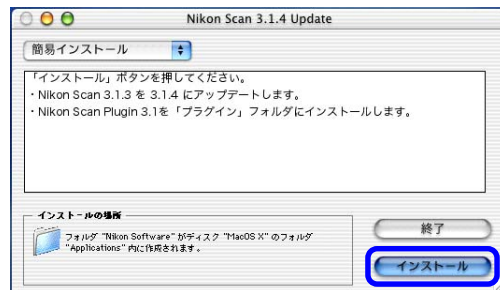 Nikon Scan 3.1.4 Update
簡易インストール
「インストール」ボタンを押してください。
・Nikon Scan 3.1.3 を 3.1.4 にアップデートします。
・Nikon Scan Plugin 3.1を「プラグイン」フォルダにインストールします。
インストールの場所
フォルダ "Nikon Software" がディスク "MacOS X" のフォルダ
"Applications" 内に作成されます。
終了
インストール